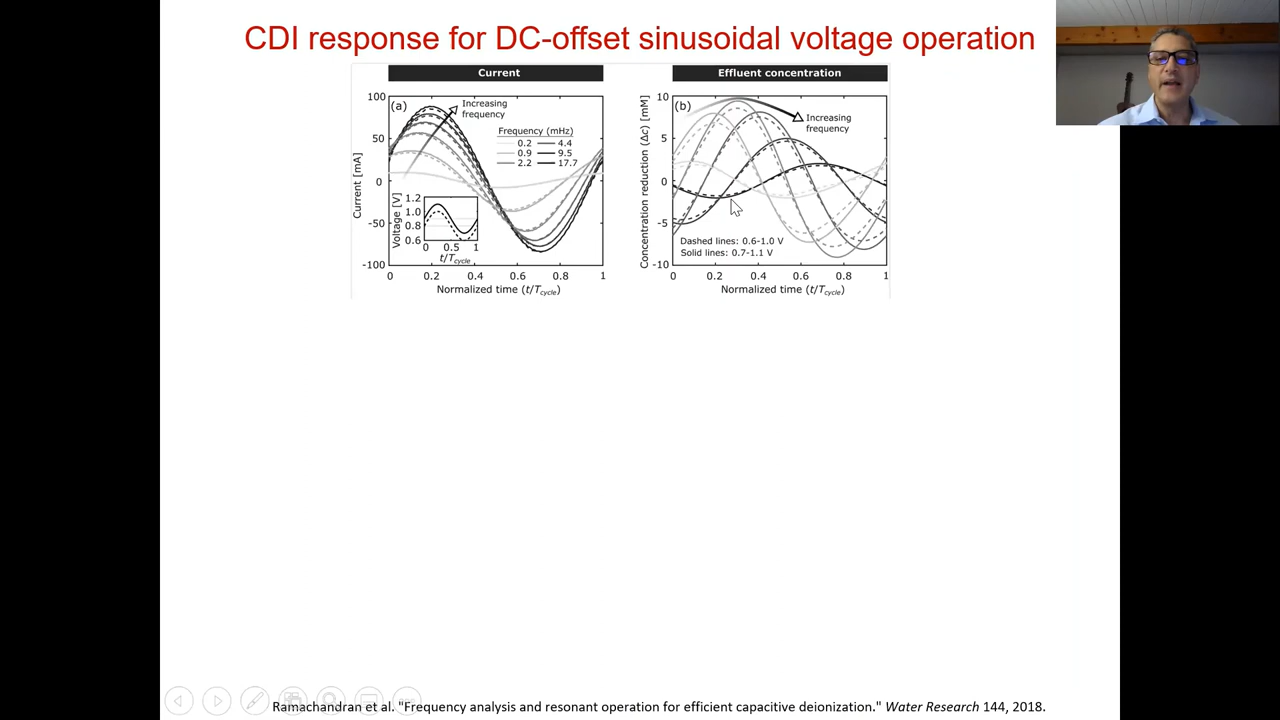 CDI response for DC-offset sinusoidal voltage operation
Current
Effluent concentration
100
50
0
-50
-100
Current [mA]
(a)
Increasing
frequency
Frequency (mHz)
0.2 4.4
0.9 9.5
2.2 17.7
1.2
1.0
0.8
0.6
Voltage [V]
0 0.5 1
t/Tcycle
0 0.2 0.4 0.6 0.8 1
Normalized time (t/Tcycle)
10
5
0
-5
-10
Concentration reduction (Δc) [mM]
(b)
Increasing
frequency
Dashed lines: 0.6-1.0 V
Solid lines: 0.7-1.1 V
0 0.2 0.4 0.6 0.8 1
Normalized time (t/Tcycle)
Ramachandran et al. "Frequency analysis and resonant operation for efficient capacitive deionization." Water Research 144, 2018.